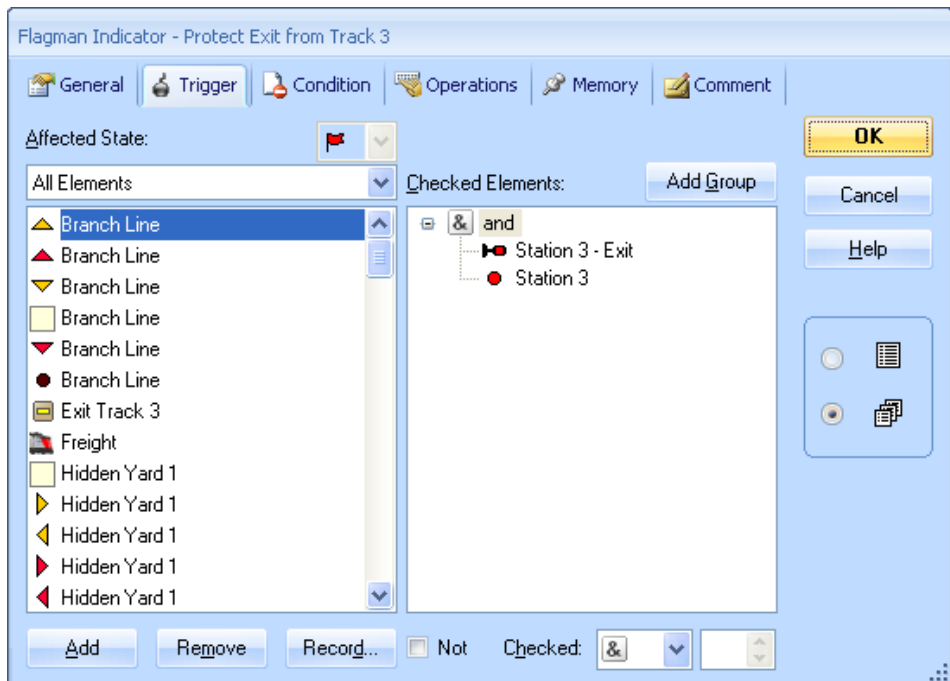 Flagman Indicator - Protect Exit from Track 3
General Trigger Condition Operations Memory Comment
Affected State:
All Elements
Checked Elements:
Add Group
OK
Cancel
Help
Branch Line
Branch Line
Branch Line
Branch Line
Branch Line
Branch Line
Exit Track 3
Freight
Hidden Yard 1
Hidden Yard 1
Hidden Yard 1
Hidden Yard 1
Hidden Yard 1
& and
Station 3 - Exit
Station 3
Add Remove Record... Not Checked: &